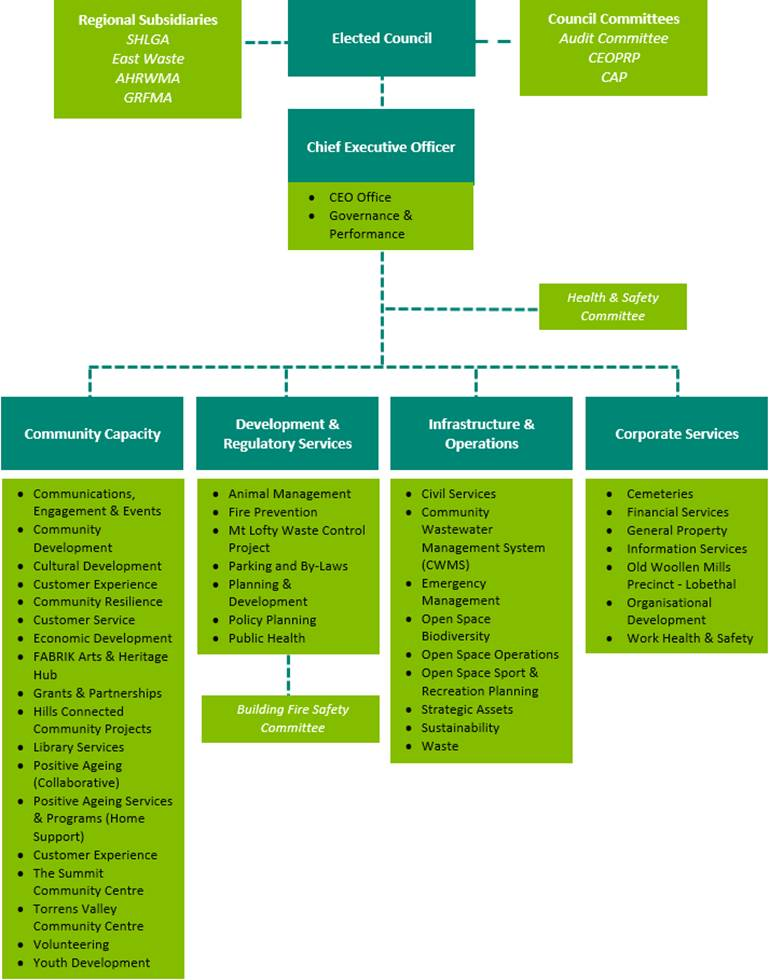 Regional Subsidiaries
SHLGA
East Waste
AHRWMA
GRFMA
Elected Council
Council Committees
Audit Committee
CEOPRP
CAP
Chief Executive Officer
• CEO Office
• Governance &
Performance
Health & Safety
Committee
Community Capacity
• Communications,
Engagement & Events
• Community
Development
• Cultural Development
• Customer Experience
• Community Resilience
• Customer Service
• Economic Development
• FABRIK Arts & Heritage
Hub
• Grants & Partnerships
• Hills Connected
Community Projects
• Library Services
• Positive Ageing
(Collaborative)
• Positive Ageing Services
& Programs (Home
Support)
• Customer Experience
• The Summit
Community Centre
• Torrens Valley
Community Centre
• Volunteering
• Youth Development
Development &
Regulatory Services
• Animal Management
• Fire Prevention
• Mt Lofty Waste Control
Project
• Parking and By-Laws
• Planning &
Development
• Policy Planning
• Public Health
Building Fire Safety
Committee
Infrastructure &
Operations
• Civil Services
• Community
Wastewater
Management System
(CWMS)
• Emergency
Management
• Open Space
Biodiversity
• Open Space Operations
• Open Space Sport &
Recreation Planning
• Strategic Assets
• Sustainability
• Waste
Corporate Services
• Cemeteries
• Financial Services
• General Property
• Information Services
• Old Woollen Mills
Precinct - Lobethal
• Organisational
Development
• Work Health & Safety